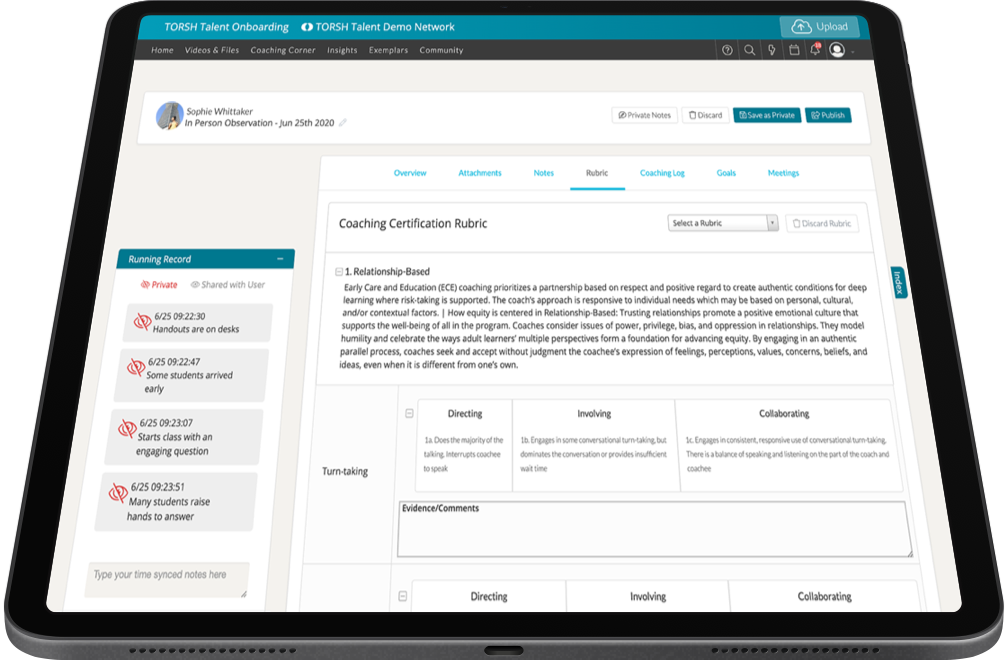 TORSH Talent Onboarding TORSH Talent Demo Network Upload
Home Videos & Files Coaching Corner Insights Exemplars Community
Sophie Whittaker
In Person Observation - Jun 25th 2020
Private Notes Discard Save as Private Publish
Overview Attachments Notes Rubric Coaching Log Goals Meetings
Coaching Certification Rubric Select a Rubric Discard Rubric
Index
Running Record
Private Shared with User
6/25 09:22:30
Handouts are on desks
6/25 09:22:47
Some students arrived
early
6/25 09:23:07
Starts class with an
engaging question
6/25 09:23:51
Many students raise
hands to answer
Type your time synced notes here
1. Relationship-Based
Early Care and Education (ECE) coaching prioritizes a partnership based on respect and positive regard to create authentic conditions for deep
learning where risk-taking is supported. The coach's approach is responsive to individual needs which may be based on personal, cultural,
and/or contextual factors. | How equity is centered in Relationship-Based: Trusting relationships promote a positive emotional culture that
supports the well-being of all in the program. Coaches consider issues of power, privilege, bias, and oppression in relationships. They model
humility and celebrate the ways adult learners' multiple perspectives form a foundation for advancing equity. By engaging in an authentic
parallel process, coaches seek and accept without judgment the coachee's expression of feelings, perceptions, values, concerns, beliefs, and
ideas, even when it is different from one's own.
Turn-taking
Directing
1a. Does the majority of the
talking. Interrupts coachee
to speak
Involving
1b. Engages in some conversational turn-taking, but
dominates the conversation or provides insufficient
wait time
Collaborating
1c. Engages in consistent, responsive use of conversational turn-taking.
There is a balance of speaking and listening on the part of the coach and
coachee
Evidence/Comments
Directing Involving Collaborating